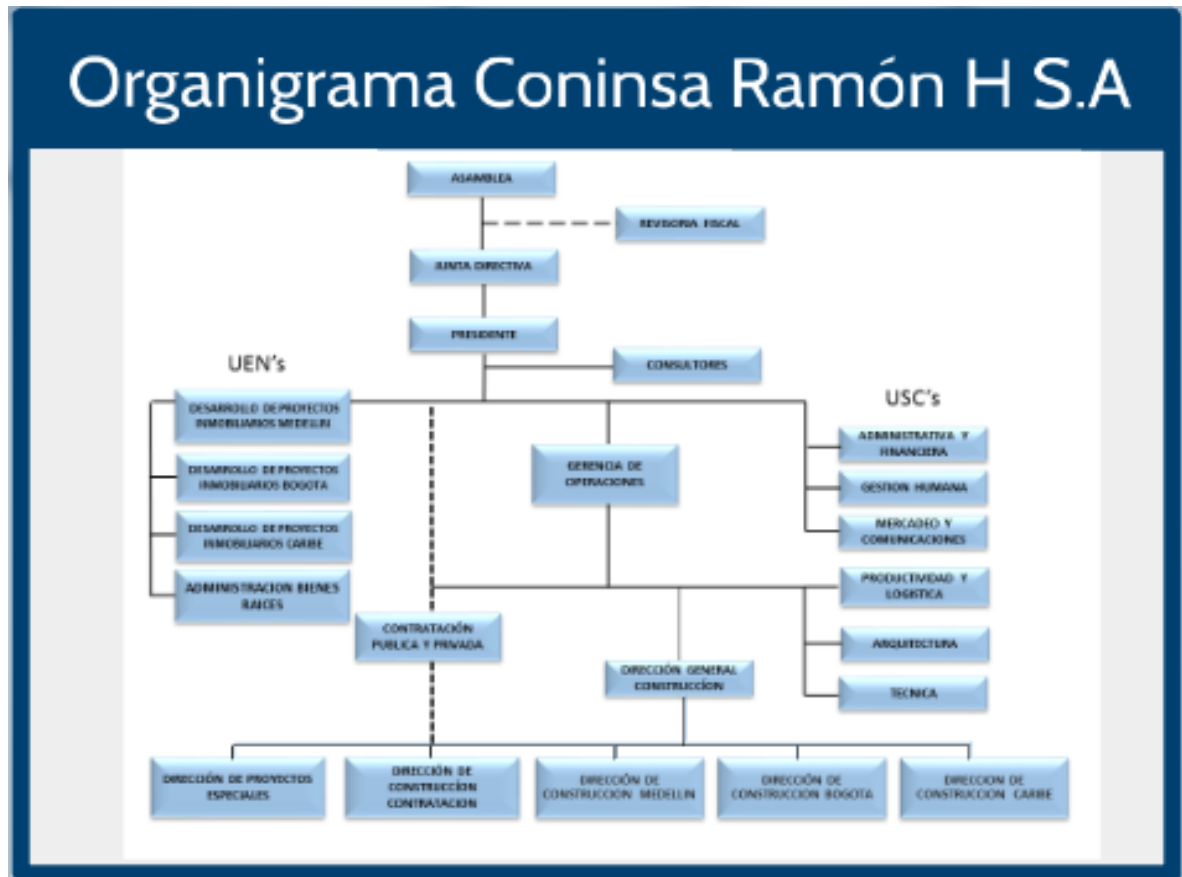 Organigrama Coninsa Ramón H S.A
ASAMBLEA
REVISORIA FISCAL
JUNTA DIRECTIVA
PRESIDENTE
CONSULTORES
UEN's
USC's
DESARROLLO DE PROYECTOS
INMOBILIARIOS MEDELLIN
DESARROLLO DE PROYECTOS
INMOBILIARIOS BOGOTA
DESARROLLO DE PROYECTOS
INMOBILIARIOS CARIBE
ADMINISTRACION BIENES
RAICES
GERENCIA DE
OPERACIONES
ADMINISTRATIVA Y
FINANCIERA
GESTION HUMANA
MERCADEO Y
COMUNICACIONES
PRODUCTIVIDAD Y
LOGISTICA
ARQUITECTURA
TECNICA
CONTRATACIÓN
PUBLICA Y PRIVADA
DIRECCIÓN GENERAL
CONSTRUCCÍON
DIRECCIÓN DE PROYECTOS
ESPECIALES
DIRECCIÓN DE
CONSTRUCCÍON
CONTRATACION
DIRECCIÓN DE
CONSTRUCCION MEDELLIN
DIRECCIÓN DE
CONSTRUCCION BOGOTA
DIRECCION DE
CONSTRUCCION CARIBE